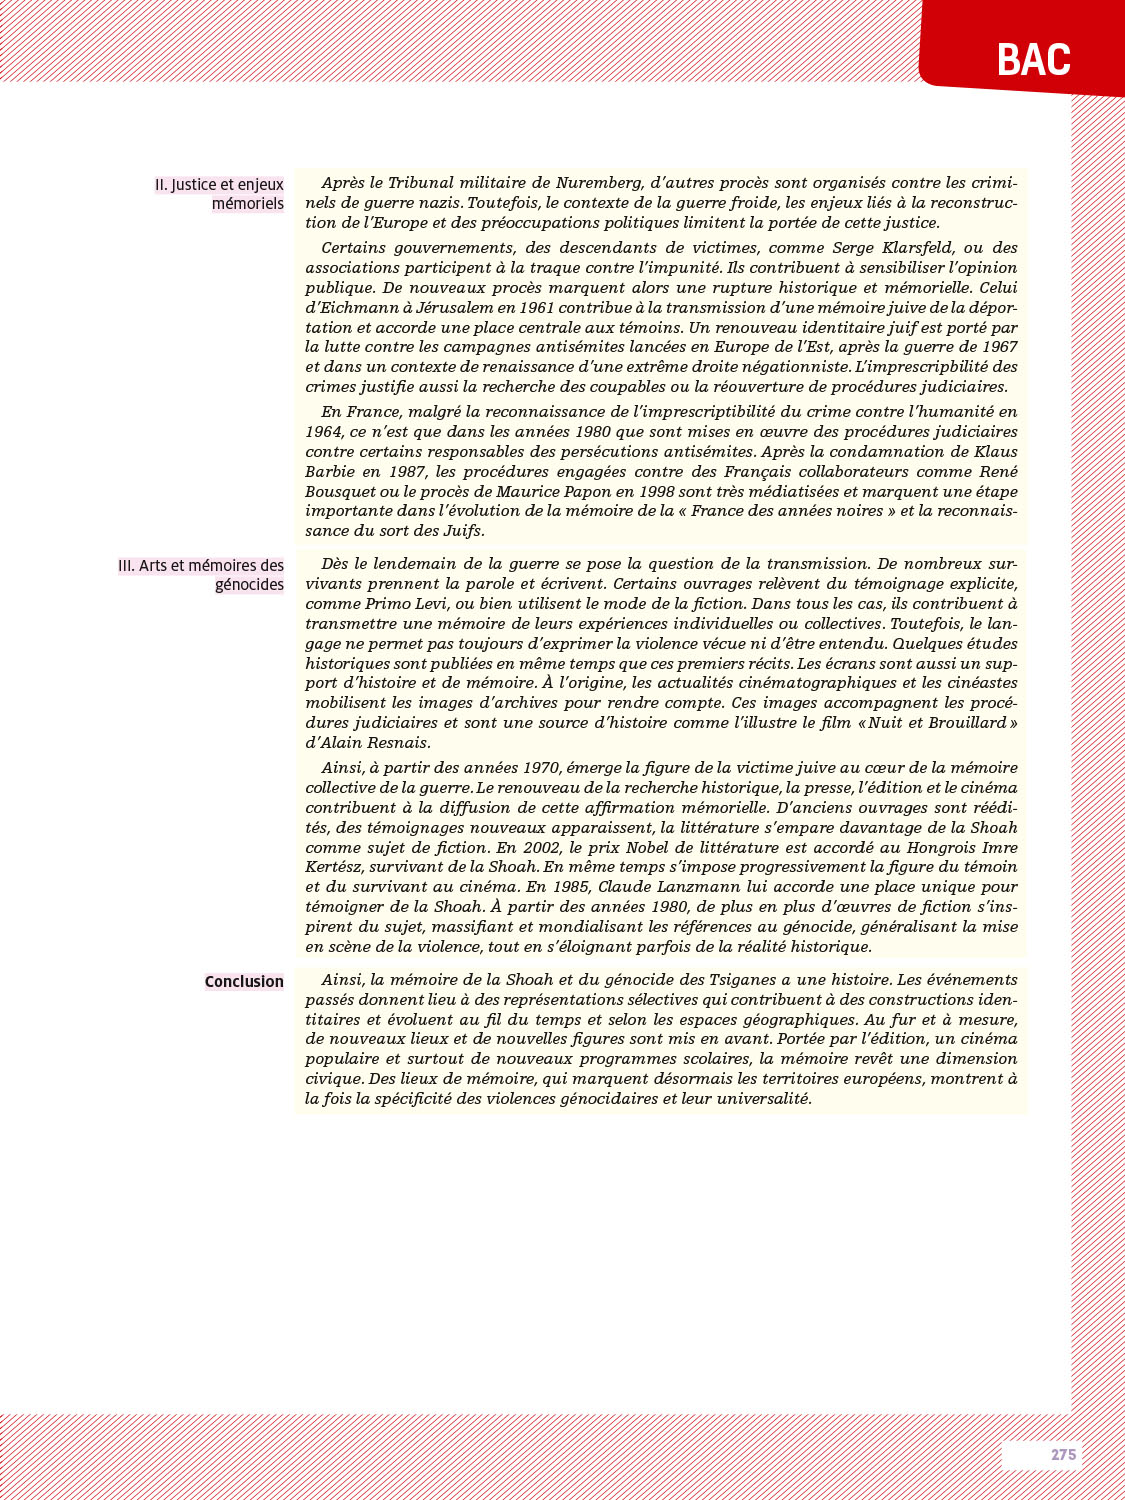 BAC
II. Justice et enjeux
mémoriels
Après le Tribunal militaire de Nuremberg, d’autres procès sont organisés contre les crimi-
nels de guerre nazis. Toutefois, le contexte de la guerre froide, les enjeux liés à la reconstruc-
tion de l’Europe et des préoccupations politiques limitent la portée de cette justice.
Certains gouvernements, des descendants de victimes, comme Serge Klarsfeld, ou des
associations participent à la traque contre l’impunité. Ils contribuent à sensibiliser l’opinion
publique. De nouveaux procès marquent alors une rupture historique et mémorielle. Celui
d’Eichmann à Jérusalem en 1961 contribue à la transmission d’une mémoire juive de la dépor-
tation et accorde une place centrale aux témoins. Un renouveau identitaire juif est porté par
la lutte contre les campagnes antisémites lancées en Europe de l’Est, après la guerre de 1967
et dans un contexte de renaissance d’une extrême droite négationniste. L’imprescripbilité des
crimes justifie aussi la recherche des coupables ou la réouverture de procédures judiciaires.
En France, malgré la reconnaissance de l’imprescriptibilité du crime contre l’humanité en
1964, ce n’est que dans les années 1980 que sont mises en œuvre des procédures judiciaires
contre certains responsables des persécutions antisémites. Après la condamnation de Klaus
Barbie en 1987, les procédures engagées contre des Français collaborateurs comme René
Bousquet ou le procès de Maurice Papon en 1998 sont très médiatisées et marquent une étape
importante dans l’évolution de la mémoire de la « France des années noires » et la reconnais-
sance du sort des Juifs.
III. Arts et mémoires des
génocides
Dès le lendemain de la guerre se pose la question de la transmission. De nombreux sur-
vivants prennent la parole et écrivent. Certains ouvrages relèvent du témoignage explicite,
comme Primo Levi, ou bien utilisent le mode de la fiction. Dans tous les cas, ils contribuent à
transmettre une mémoire de leurs expériences individuelles ou collectives. Toutefois, le lan-
gage ne permet pas toujours d’exprimer la violence vécue ni d’être entendu. Quelques études
historiques sont publiées en même temps que ces premiers récits. Les écrans sont aussi un sup-
port d’histoire et de mémoire. À l’origine, les actualités cinématographiques et les cinéastes
mobilisent les images d’archives pour rendre compte. Ces images accompagnent les procé-
dures judiciaires et sont une source d’histoire comme l’illustre le film « Nuit et Brouillard »
d’Alain Resnais.
Ainsi, à partir des années 1970, émerge la figure de la victime juive au cœur de la mémoire
collective de la guerre. Le renouveau de la recherche historique, la presse, l’édition et le cinéma
contribuent à la diffusion de cette affirmation mémorielle. D’anciens ouvrages sont réédi-
tés, des témoignages nouveaux apparaissent, la littérature s’empare davantage de la Shoah
comme sujet de fiction. En 2002, le prix Nobel de littérature est accordé au Hongrois Imre
Kertész, survivant de la Shoah. En même temps s’impose progressivement la figure du témoin
et du survivant au cinéma. En 1985, Claude Lanzmann lui accorde une place unique pour
témoigner de la Shoah. À partir des années 1980, de plus en plus d’œuvres de fiction s’ins-
pirent du sujet, massifiant et mondialisant les références au génocide, généralisant la mise
en scène de la violence, tout en s’éloignant parfois de la réalité historique.
Conclusion
Ainsi, la mémoire de la Shoah et du génocide des Tsiganes a une histoire. Les événements
passés donnent lieu à des représentations sélectives qui contribuent à des constructions iden-
titaires et évoluent au fil du temps et selon les espaces géographiques. Au fur et à mesure,
de nouveaux lieux et de nouvelles figures sont mis en avant. Portée par l’édition, un cinéma
populaire et surtout de nouveaux programmes scolaires, la mémoire revêt une dimension
civique. Des lieux de mémoire, qui marquent désormais les territoires européens, montrent à
la fois la spécificité des violences génocidaires et leur universalité.
275